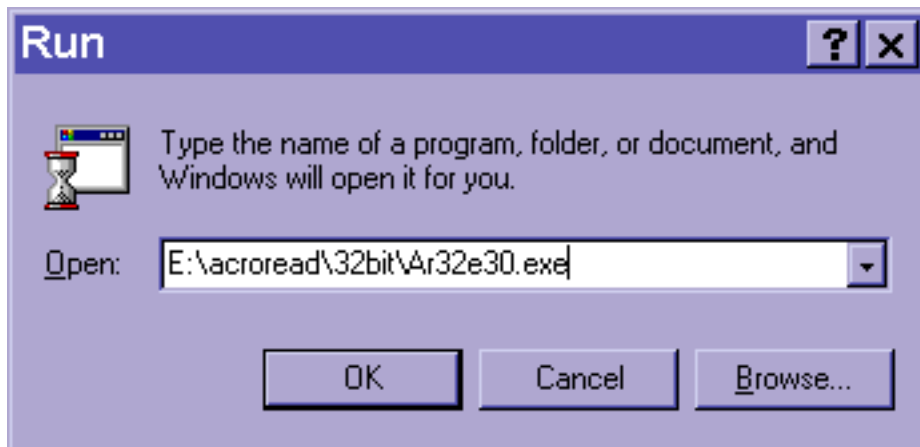 Run
Type the name of a program, folder, or document, and
Windows will open it for you.
Open: E:\acroread\32bit\Ar32e30.exe
OK Cancel Browse...